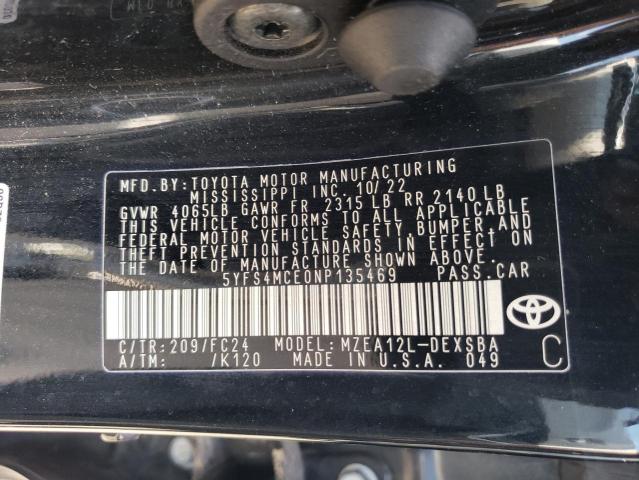 MFD.BY:TOYOTA MOTOR MANUFACTURING
MISSISSIPPI INC. 10/22
GVWR 4065LB GAWR FR 2315 LB RR 2140 LB
THIS VEHICLE CONFORMS TO ALL APPLICABLE
FEDERAL MOTOR VEHICLE SAFETY, BUMPER,AND
THEFT PREVENTION STANDARDS IN EFFECT ON
THE DATE OF MANUFACTURE SHOWN ABOVE.
5YFS4MCE0NP135469 PASS.CAR
C/TR:209/FC24 MODEL:MZEA12L-DEXSBA
A/TM: /K120 MADE IN U.S.A. 049 C